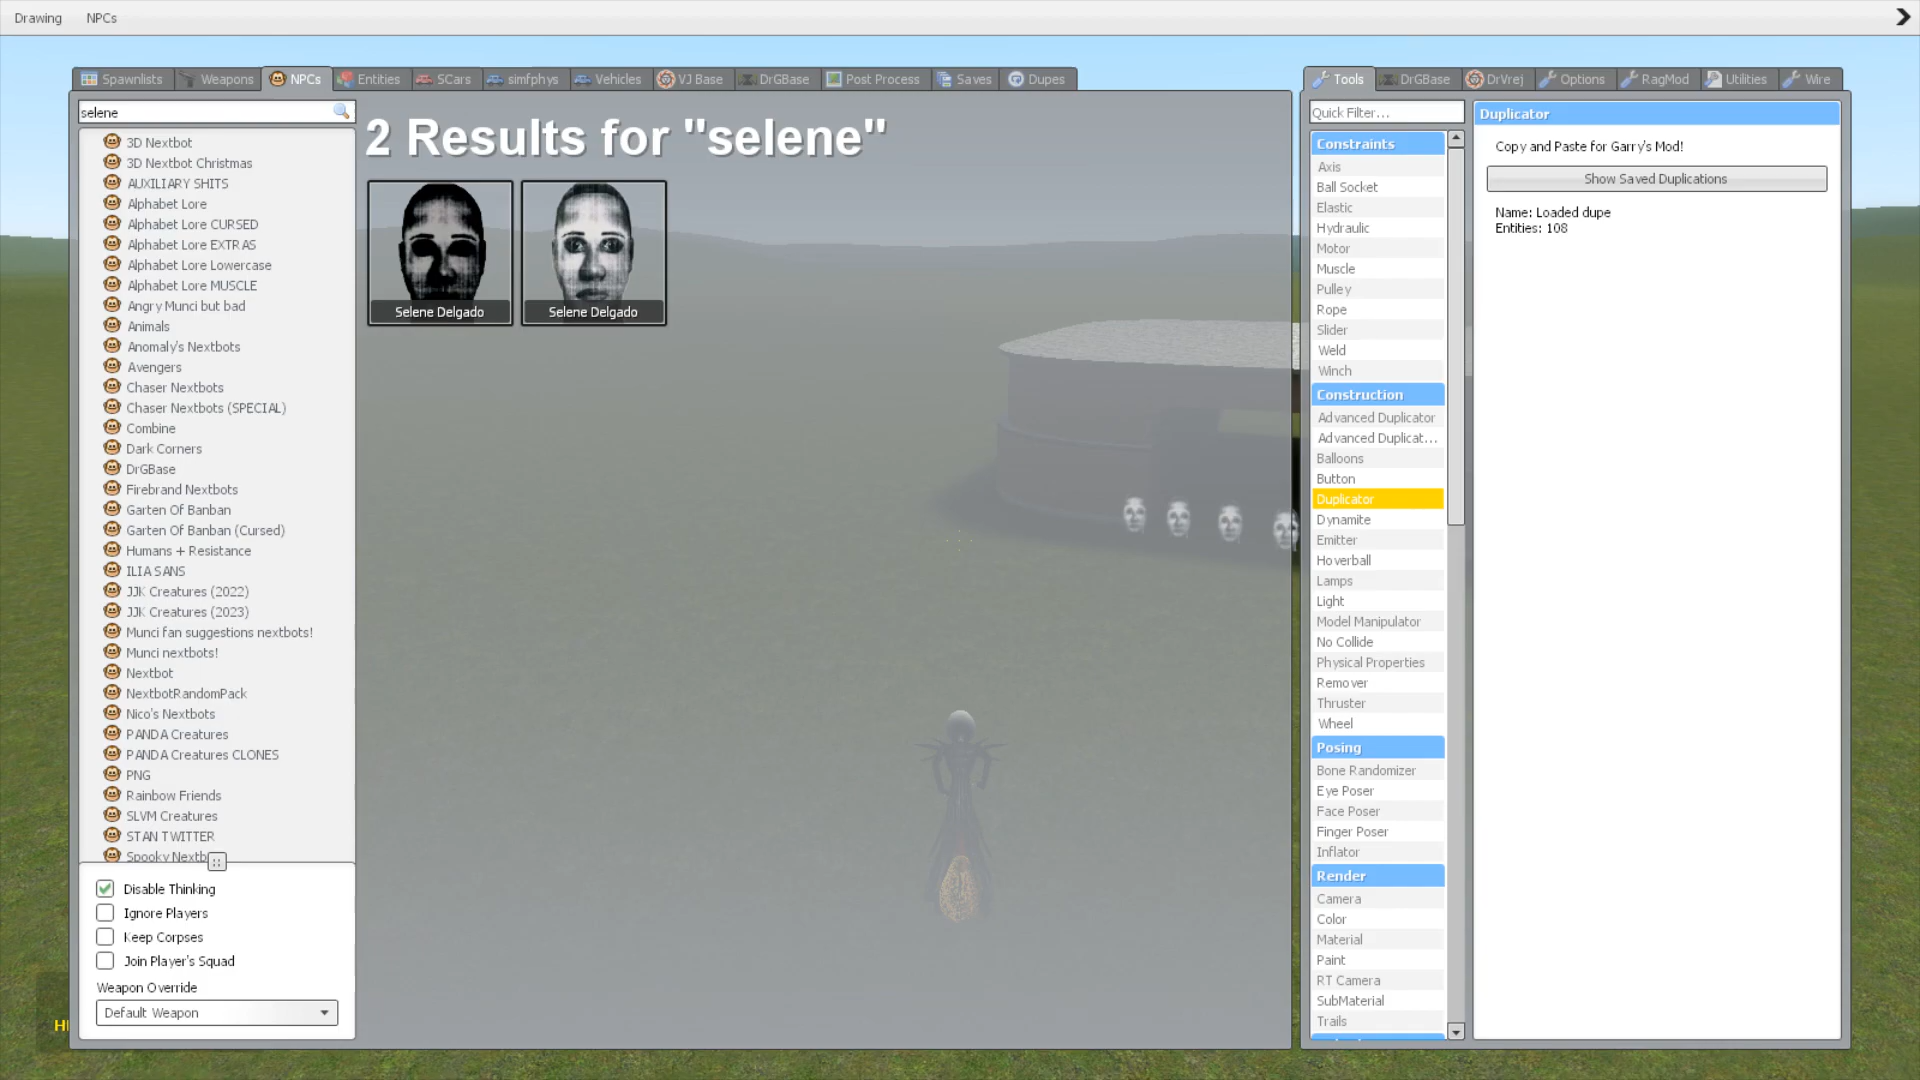 Drawing NPCs
Spawnlists Weapons NPCs Entities SCars simfphys Vehicles VJ Base DrGBase Post Process Saves Dupes
selene
3D Nextbot
3D Nextbot Christmas
AUXILIARY SHITS
Alphabet Lore
Alphabet Lore CURSED
Alphabet Lore EXTRAS
Alphabet Lore Lowercase
Alphabet Lore MUSCLE
Angry Munci but bad
Animals
Anomaly's Nextbots
Avengers
Chaser Nextbots
Chaser Nextbots (SPECIAL)
Combine
Dark Corners
DrGBase
Firebrand Nextbots
Garten Of Banban
Garten Of Banban (Cursed)
Humans + Resistance
ILIA SANS
JJK Creatures (2022)
JJK Creatures (2023)
Munci fan suggestions nextbots!
Munci nextbots!
Nextbot
NextbotRandomPack
Nico's Nextbots
PANDA Creatures
PANDA Creatures CLONES
PNG
Rainbow Friends
SLVM Creatures
STAN TWITTER
Spooky Nextb
Disable Thinking
Ignore Players
Keep Corpses
Join Player's Squad
Weapon Override
Default Weapon
2 Results for "selene"
Selene Delgado
Selene Delgado
Tools DrGBase DrVrej Options RagMod Utilities Wire
Quick Filter...
Constraints
Axis
Ball Socket
Elastic
Hydraulic
Motor
Muscle
Pulley
Rope
Slider
Weld
Winch
Construction
Advanced Duplicator
Advanced Duplicat...
Balloons
Button
Duplicator
Dynamite
Emitter
Hoverball
Lamps
Light
Model Manipulator
No Collide
Physical Properties
Remover
Thruster
Wheel
Posing
Bone Randomizer
Eye Poser
Face Poser
Finger Poser
Inflator
Render
Camera
Color
Material
Paint
RT Camera
SubMaterial
Trails
Duplicator
Copy and Paste for Garry's Mod!
Show Saved Duplications
Name: Loaded dupe
Entities: 108